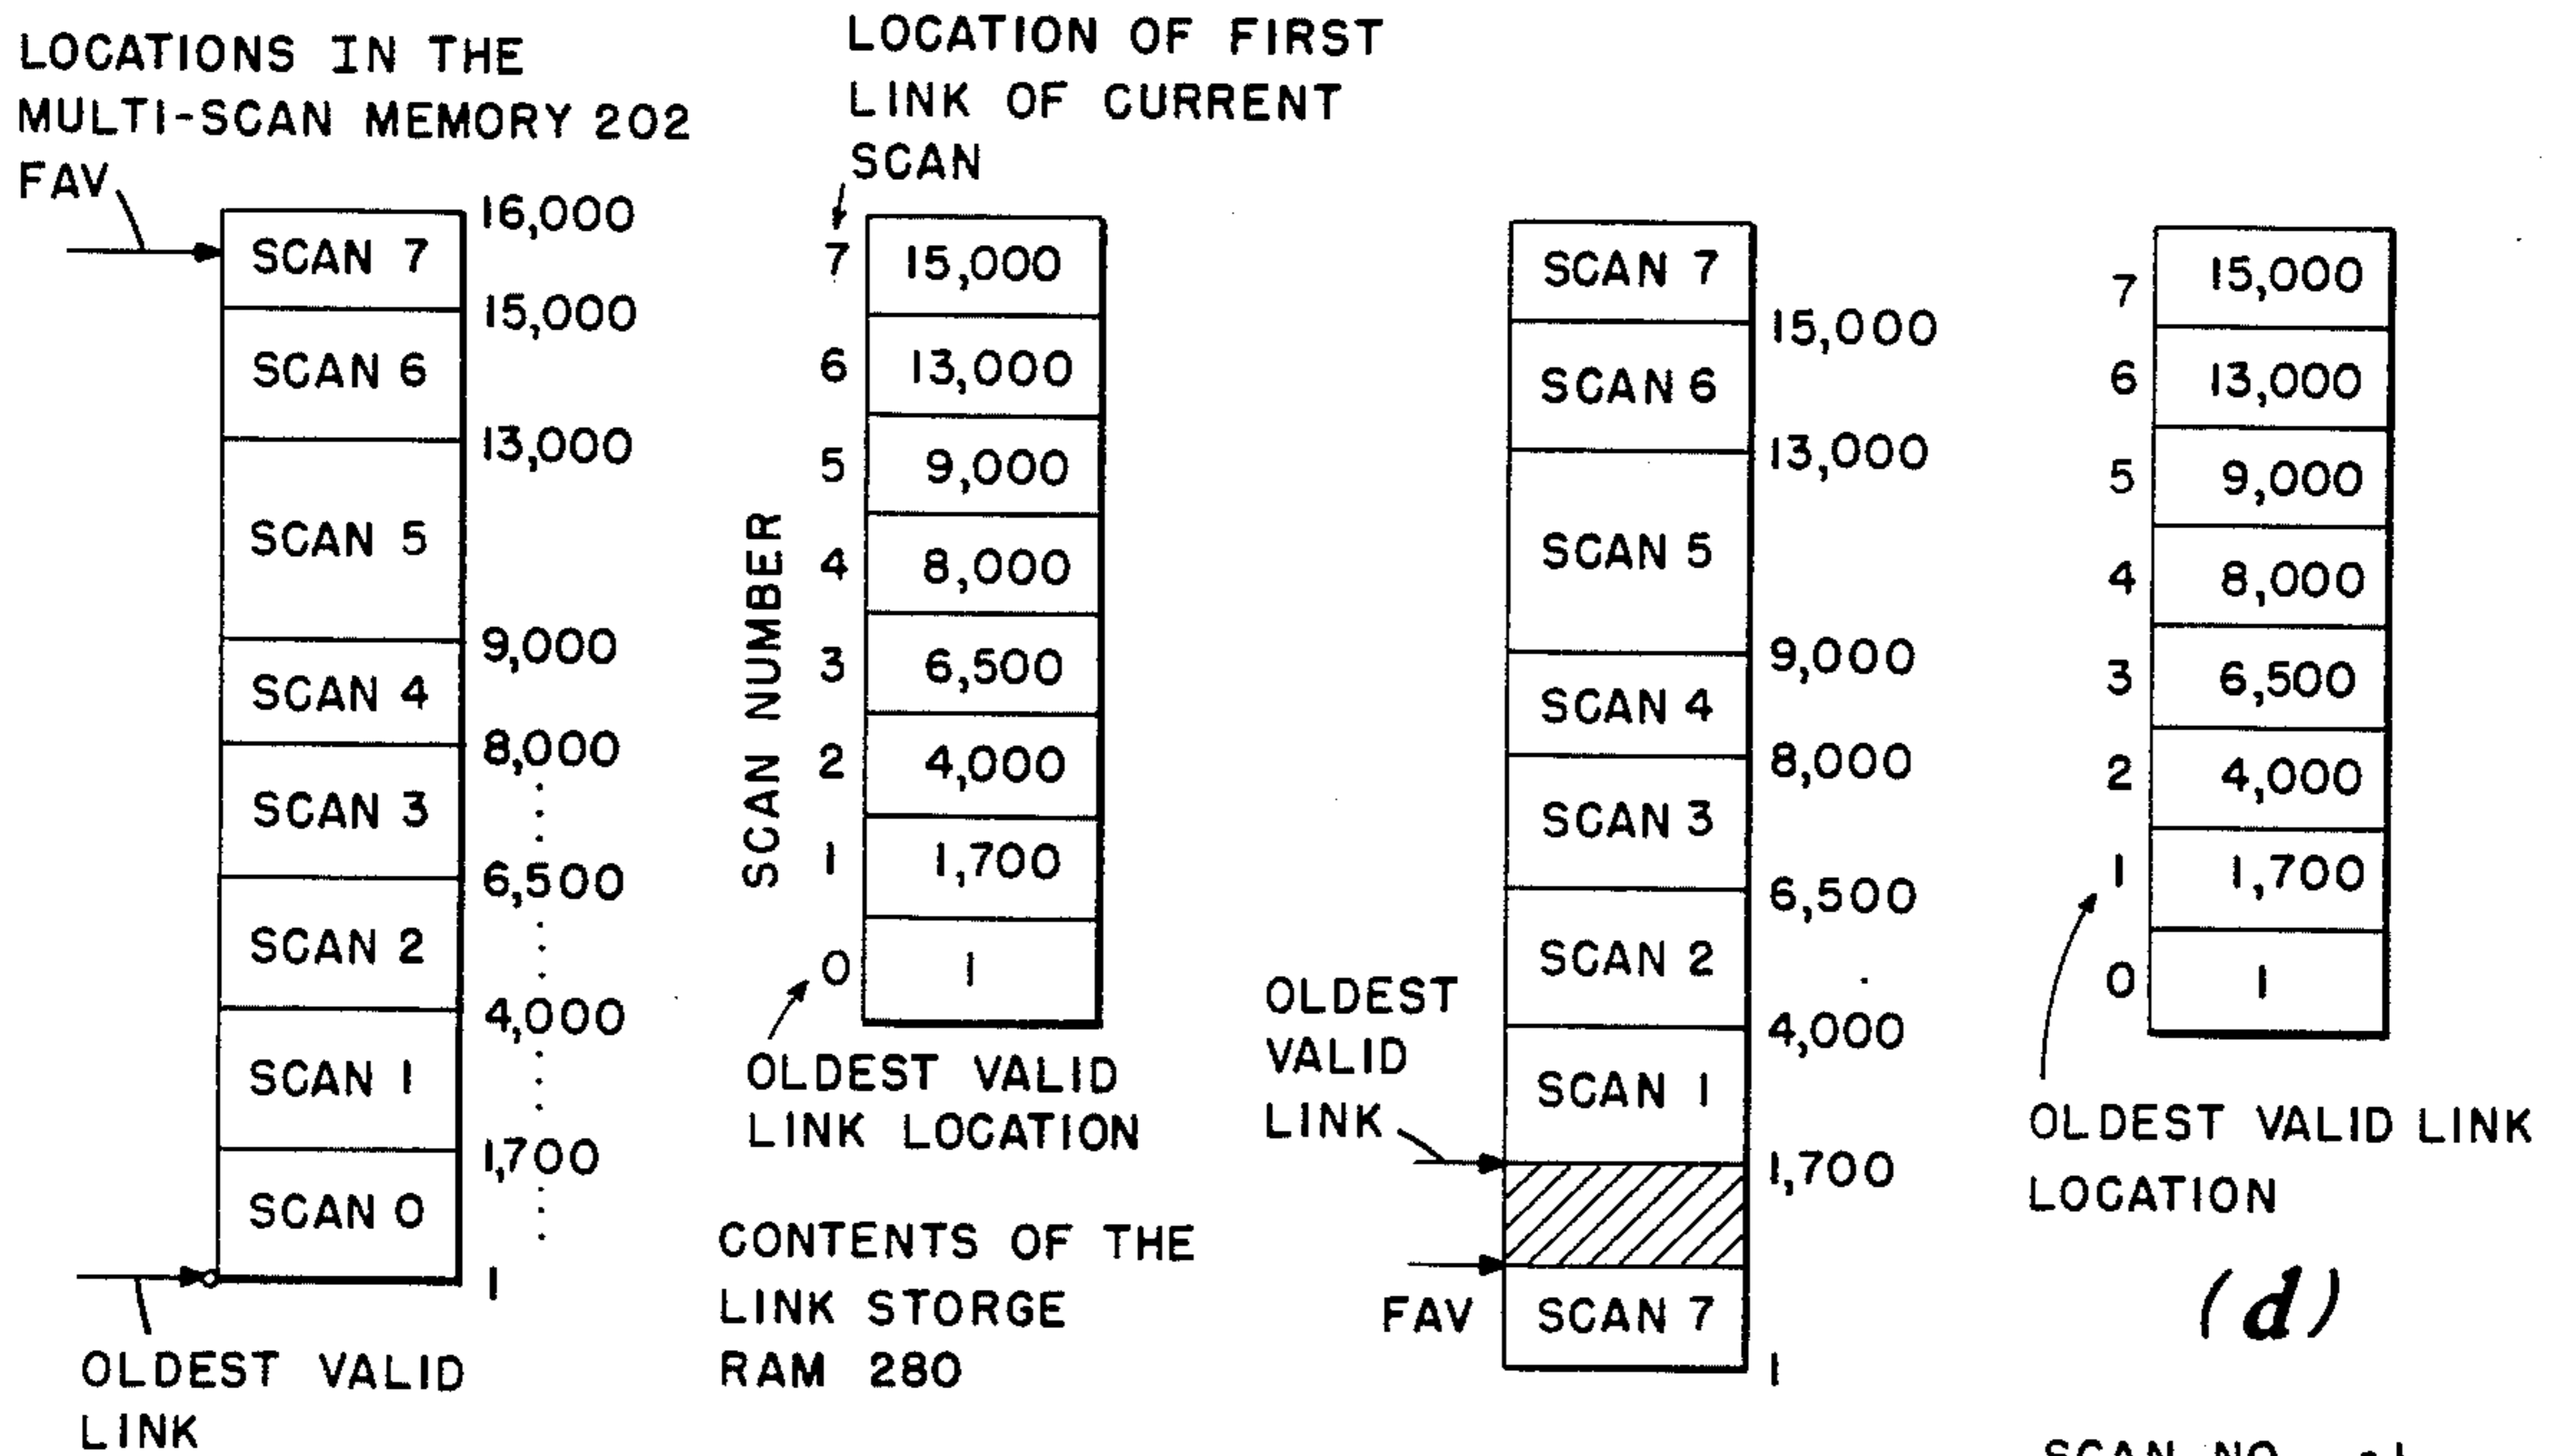 LOCATIONS IN THE
MULTI-SCAN MEMORY 202
FAV
16,000
SCAN 7
15,000
SCAN 6
13,000
SCAN 5
9,000
SCAN 4
8,000
SCAN 3
6,500
SCAN 2
4,000
SCAN 1
1,700
SCAN 0
1
OLDEST VALID
LINK
LOCATION OF FIRST
LINK OF CURRENT
SCAN
SCAN NUMBER
7 15,000
6 13,000
5 9,000
4 8,000
3 6,500
2 4,000
1 1,700
0 1
OLDEST VALID
LINK LOCATION
CONTENTS OF THE
LINK STORGE
RAM 280
SCAN 7
15,000
SCAN 6
13,000
SCAN 5
9,000
SCAN 4
8,000
SCAN 3
6,500
SCAN 2
4,000
SCAN 1
OLDEST
VALID
LINK
1,700
FAV
SCAN 7
1
7 15,000
6 13,000
5 9,000
4 8,000
3 6,500
2 4,000
1 1,700
0 1
OLDEST VALID LINK
LOCATION
(d)
SCAN NO.